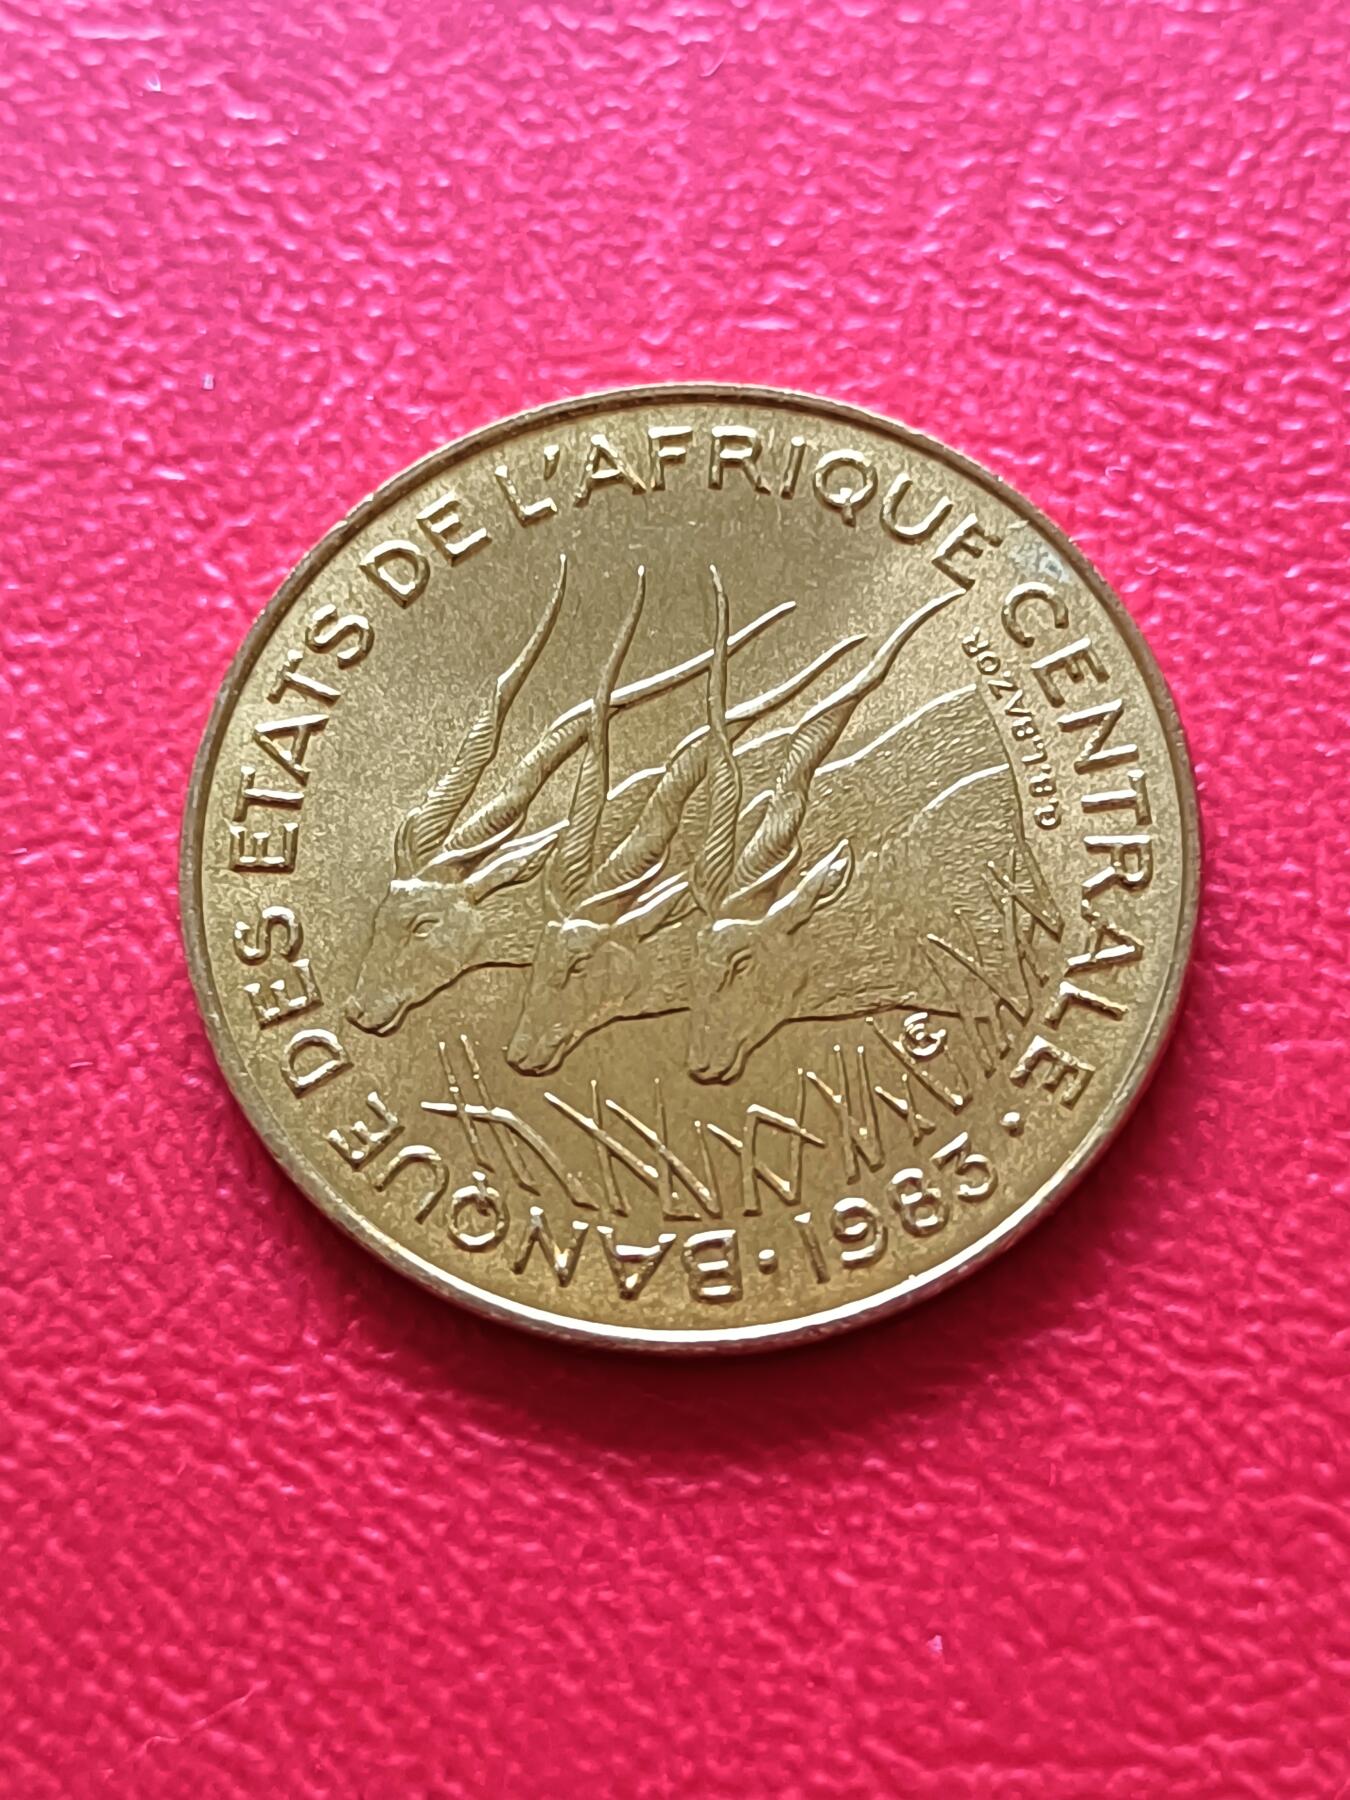 BANQUE DES ETATS DE L'AFRIQUE CENTRALE · 1983 ·
G.B.L.BAZOR